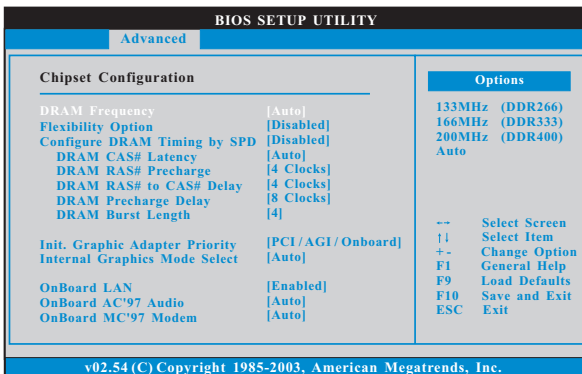 BIOS SETUP UTILITY
Advanced
Chipset Configuration
DRAM Frequency [Auto]
Flexibility Option [Disabled]
Configure DRAM Timing by SPD [Disabled]
DRAM CAS# Latency [Auto]
DRAM RAS# Precharge [4 Clocks]
DRAM RAS# to CAS# Delay [4 Clocks]
DRAM Precharge Delay [8 Clocks]
DRAM Burst Length [4]
Init. Graphic Adapter Priority [PCI / AGI / Onboard]
Internal Graphics Mode Select [Auto]
OnBoard LAN [Enabled]
OnBoard AC'97 Audio [Auto]
OnBoard MC'97 Modem [Auto]
Options
133MHz (DDR266)
166MHz (DDR333)
200MHz (DDR400)
Auto
←→ Select Screen
↑↓ Select Item
+ - Change Option
F1 General Help
F9 Load Defaults
F10 Save and Exit
ESC Exit
v02.54 (C) Copyright 1985-2003, American Megatrends, Inc.